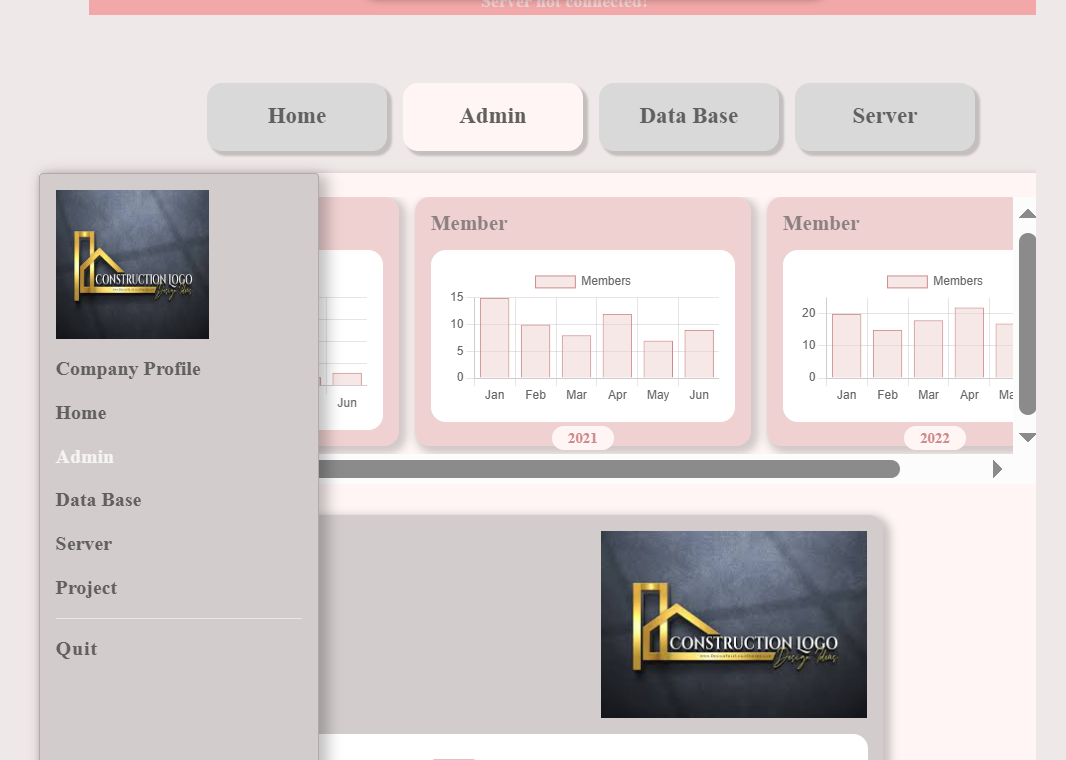 Server not connected!
Home
Admin
Data Base
Server
CONSTRUCTION LOGO
Design Ideas
Company Profile
Home
Admin
Data Base
Server
Project
Quit
Jun
Member
Members
15
10
5
0
Jan Feb Mar Apr May Jun
2021
Member
Members
20
10
0
Jan Feb Mar Apr Ma
2022
CONSTRUCTION LOGO
Design Ideas